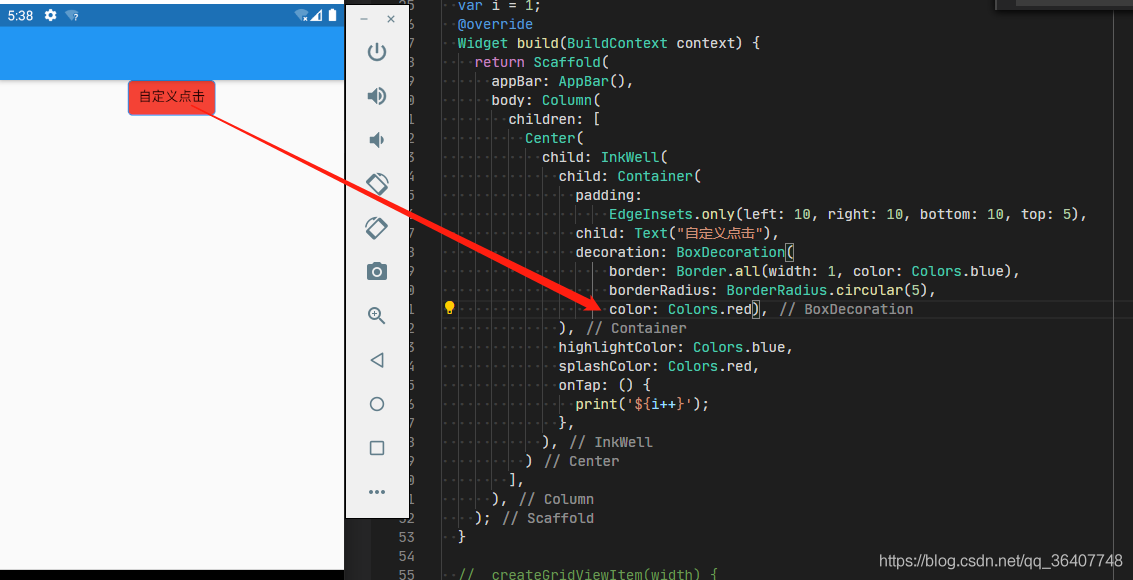 5:38
自定义点击
var i = 1;
@override
Widget build(BuildContext context) {
return Scaffold(
appBar: AppBar(),
body: Column(
children: [
Center(
child: InkWell(
child: Container(
padding:
EdgeInsets.only(left: 10, right: 10, bottom: 10, top: 5),
child: Text("自定义点击"),
decoration: BoxDecoration(
border: Border.all(width: 1, color: Colors.blue),
borderRadius: BorderRadius.circular(5),
color: Colors.red), // BoxDecoration
), // Container
highlightColor: Colors.blue,
splashColor: Colors.red,
onTap: () {
print('${i++}');
},
), // InkWell
) // Center
],
), // Column
); // Scaffold
53 }
54
55 // createGridViewItem(width) {
https://blog.csdn.net/qq_36407748